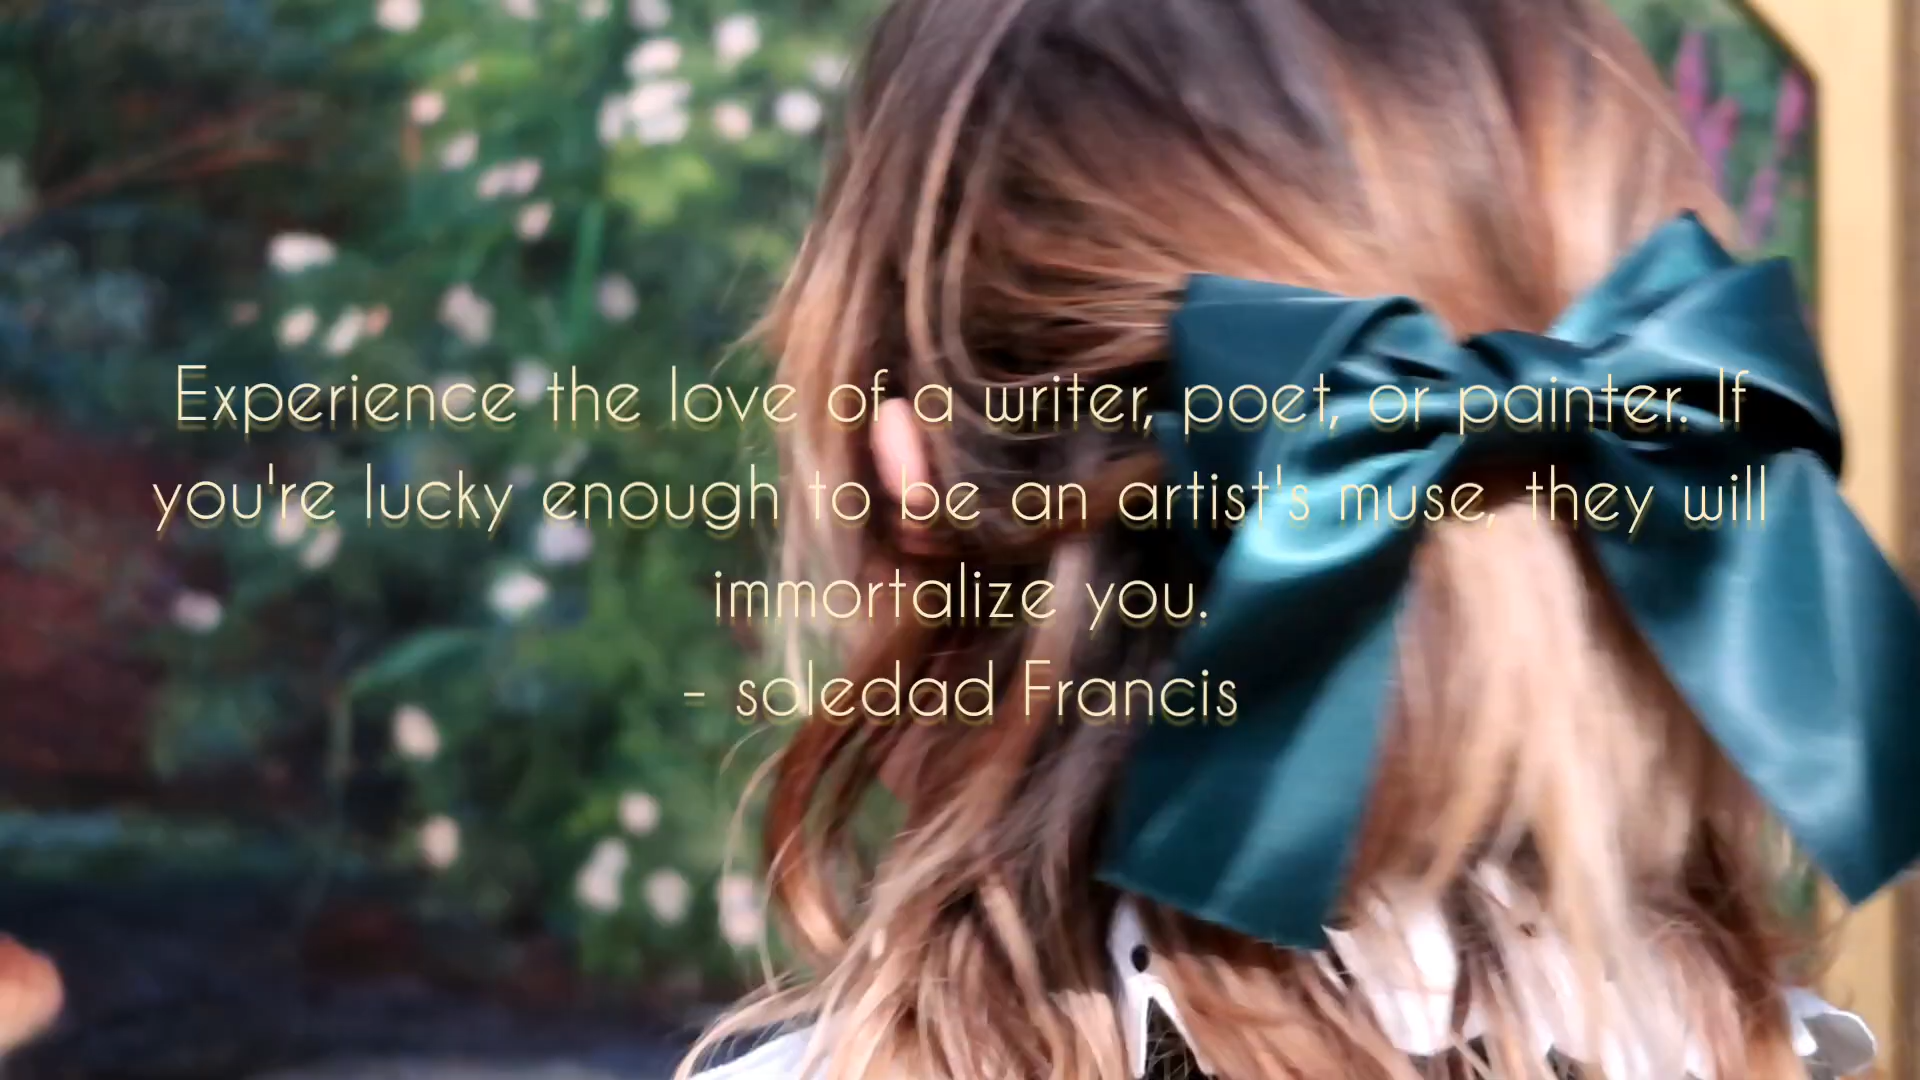 Experience the love of a writer, poet, or painter. If
you're lucky enough to be an artist's muse, they will
immortalize you.
- soledad Francis